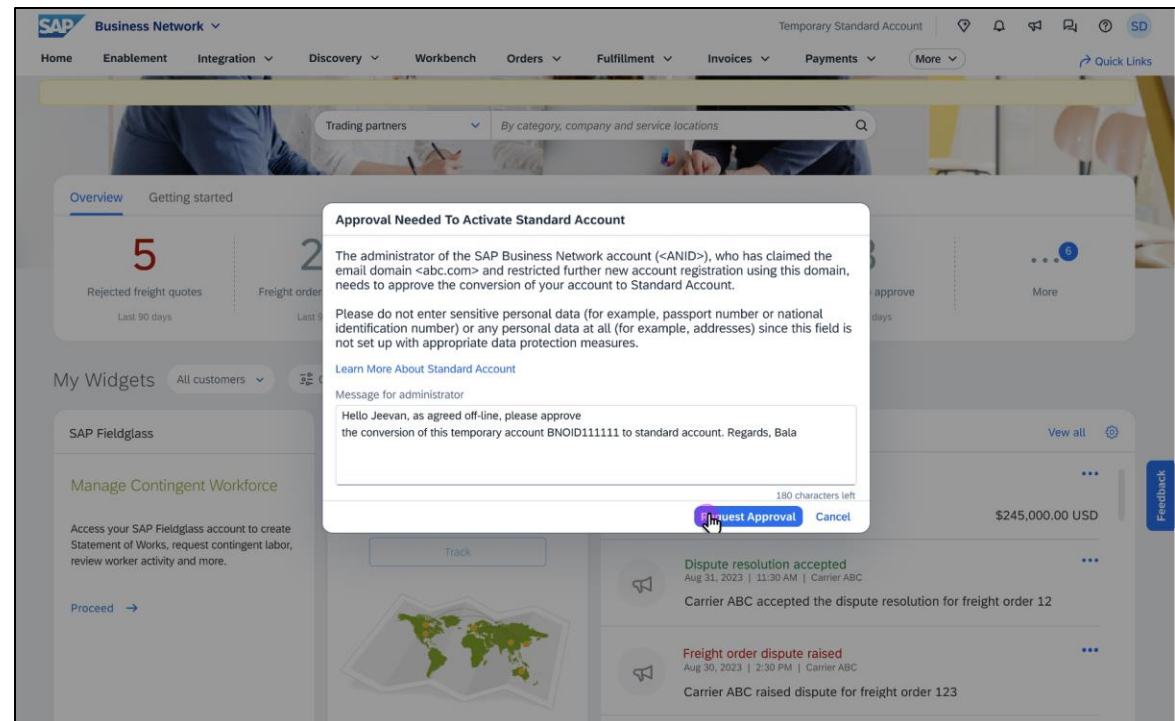 SAP Business Network
Temporary Standard Account
SD
Home Enablement Integration Discovery Workbench Orders Fulfillment Invoices Payments More Quick Links
Trading partners By category, company and service locations
Overview Getting started
5
Rejected freight quotes
Last 90 days
2
Freight order
Last 9
approve
days
... 6
More
Approval Needed To Activate Standard Account
The administrator of the SAP Business Network account (<ANID>), who has claimed the
email domain <abc.com> and restricted further new account registration using this domain,
needs to approve the conversion of your account to Standard Account.
Please do not enter sensitive personal data (for example, passport number or national
identification number) or any personal data at all (for example, addresses) since this field is
not set up with appropriate data protection measures.
Learn More About Standard Account
Message for administrator
Hello Jeevan, as agreed off-line, please approve
the conversion of this temporary account BNOID111111 to standard account. Regards, Bala
180 characters left
Request Approval Cancel
My Widgets All customers
SAP Fieldglass
Manage Contingent Workforce
Access your SAP Fieldglass account to create
Statement of Works, request contingent labor,
review worker activity and more.
Proceed
Track
Vew all
$245,000.00 USD
Dispute resolution accepted
Aug 31, 2023 | 11:30 AM | Carrier ABC
Carrier ABC accepted the dispute resolution for freight order 12
Freight order dispute raised
Aug 30, 2023 | 2:30 PM | Carrier ABC
Carrier ABC raised dispute for freight order 123
Feedback